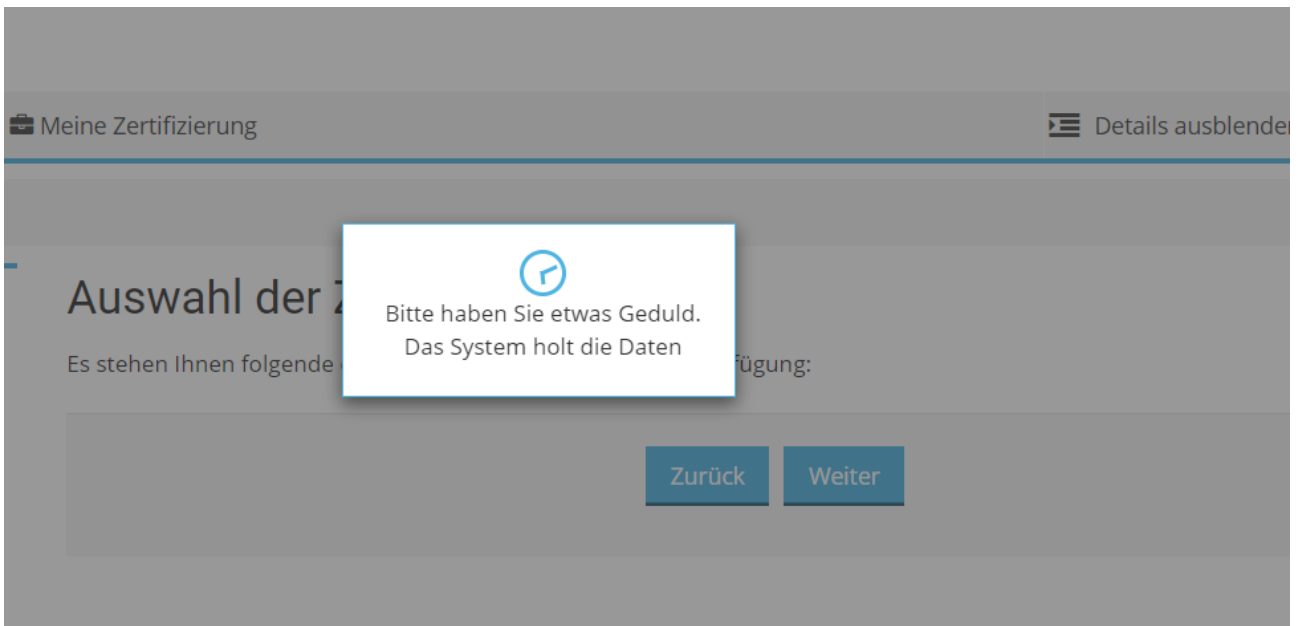 Meine Zertifizierung
Details ausblenden
Auswahl der
Bitte haben Sie etwas Geduld.
Das System holt die Daten
Es stehen Ihnen folgende
Zurück
Weiter